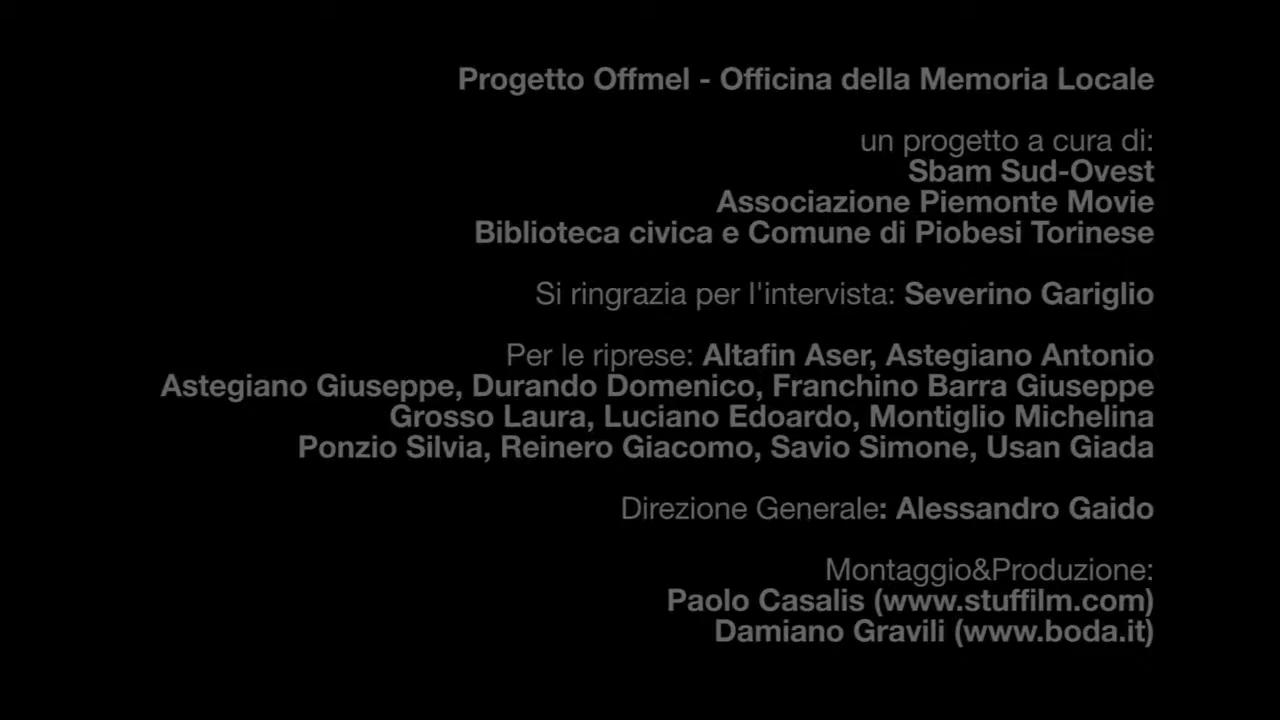 Progetto Offmel - Officina della Memoria Locale
un progetto a cura di:
Sbam Sud-Ovest
Associazione Piemonte Movie
Biblioteca civica e Comune di Piobesi Torinese
Si ringrazia per l'intervista: Severino Gariglio
Per le riprese: Altafin Aser, Astegiano Antonio
Astegiano Giuseppe, Durando Domenico, Franchino Barra Giuseppe
Grosso Laura, Luciano Edoardo, Montiglio Michelina
Ponzio Silvia, Reinero Giacomo, Savio Simone, Usan Giada
Direzione Generale: Alessandro Gaido
Montaggio&Produzione:
Paolo Casalis (www.stuffilm.com)
Damiano Gravili (www.boda.it)